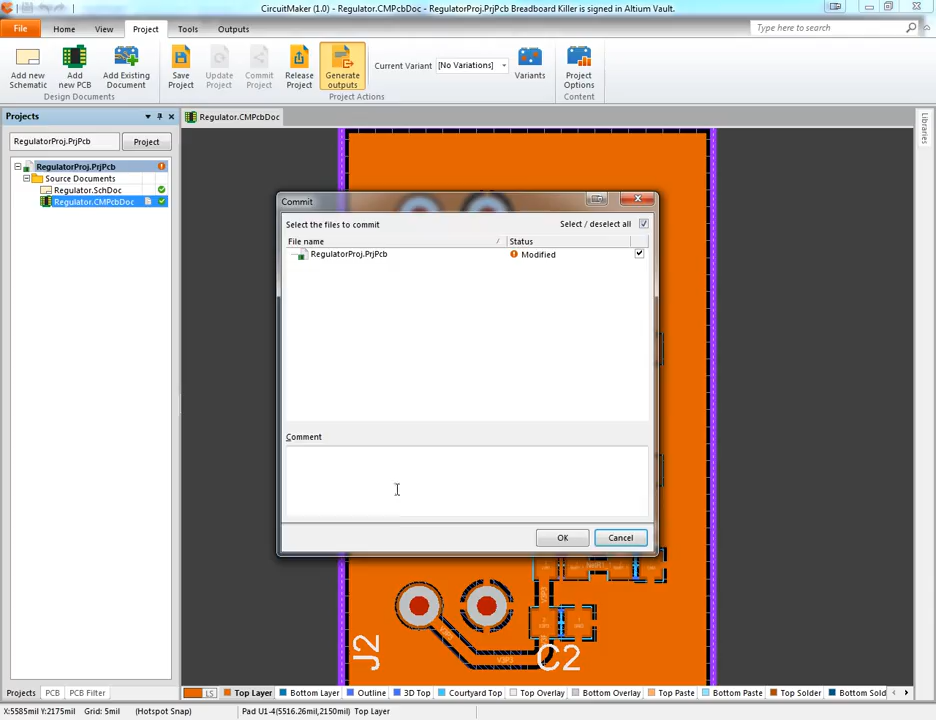 CircuitMaker (1.0) - Regulator.CMPcbDoc - RegulatorProj.PrjPcb Breadboard Killer is signed in Altium Vault.
File Home View Project Tools Outputs Type here to search
Add new Schematic
Add new PCB
Add Existing Document
Save Project
Update Project
Commit Project
Release Project
Generate outputs
Current Variant [No Variations]
Variants
Project Options
Design Documents Project Actions Content
Projects
Regulator.CMPcbDoc
Libraries
RegulatorProj.PrjPcb Project
RegulatorProj.PrjPcb
Source Documents
Regulator.SchDoc
Regulator.CMPcbDoc
Commit
Select the files to commit Select / deselect all
File name Status
RegulatorProj.PrjPcb Modified
Comment
OK Cancel
J2
V3P3
C2
Projects PCB PCB Filter
LS Top Layer Bottom Layer Outline 3D Top Courtyard Top Top Overlay Bottom Overlay Top Paste Bottom Paste Top Solder Bottom Sold
X:5585mil Y:2175mil Grid: 5mil (Hotspot Snap) Pad U1-4(5516.26mil,2150mil) Top Layer